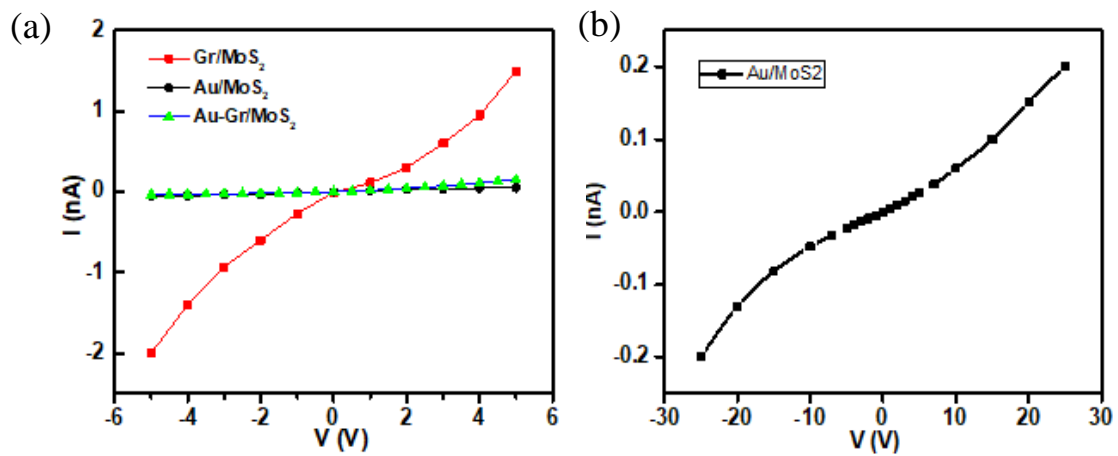 (a)
2
1
0
-1
-2
I (nA)
Gr/MoS₂
Au/MoS₂
Au-Gr/MoS₂
-6 -4 -2 0 2 4 6
V (V)
(b)
0.2
0.1
0.0
-0.1
-0.2
I (nA)
Au/MoS2
-30 -20 -10 0 10 20 30
V (V)